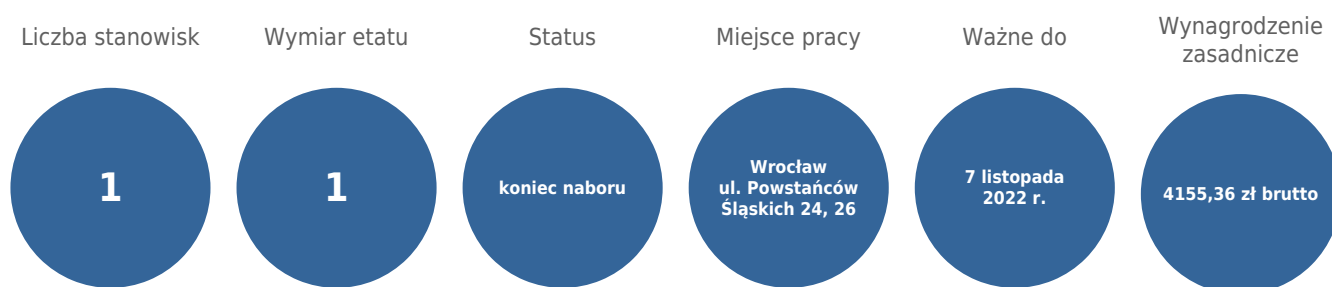 Liczba stanowisk
1
Wymiar etatu
1
Status
koniec naboru
Miejsce pracy
Wrocław
ul. Powstańców
Śląskich 24, 26
Ważne do
7 listopada
2022 r.
Wynagrodzenie
zasadnicze
4155,36 zł brutto